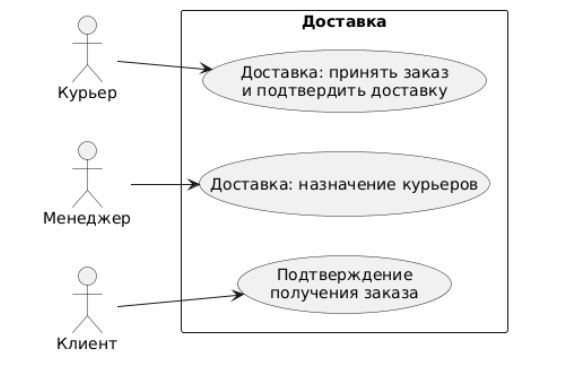 Доставка
Доставка: принять заказ
и подтвердить доставку
Курьер
Доставка: назначение курьеров
Менеджер
Подтверждение
получения заказа
Клиент